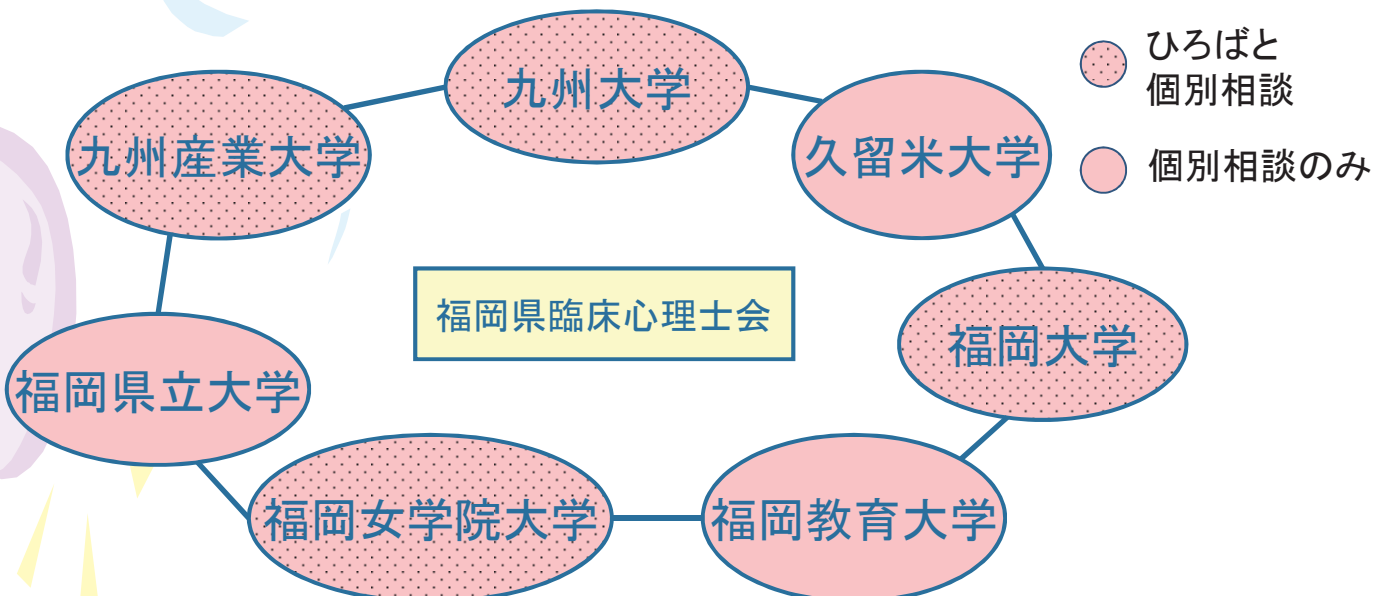 九州大学
九州産業大学
久留米大学
福岡県臨床心理士会
福岡大学
福岡県立大学
福岡女学院大学
福岡教育大学
ひろばと
個別相談
個別相談のみ